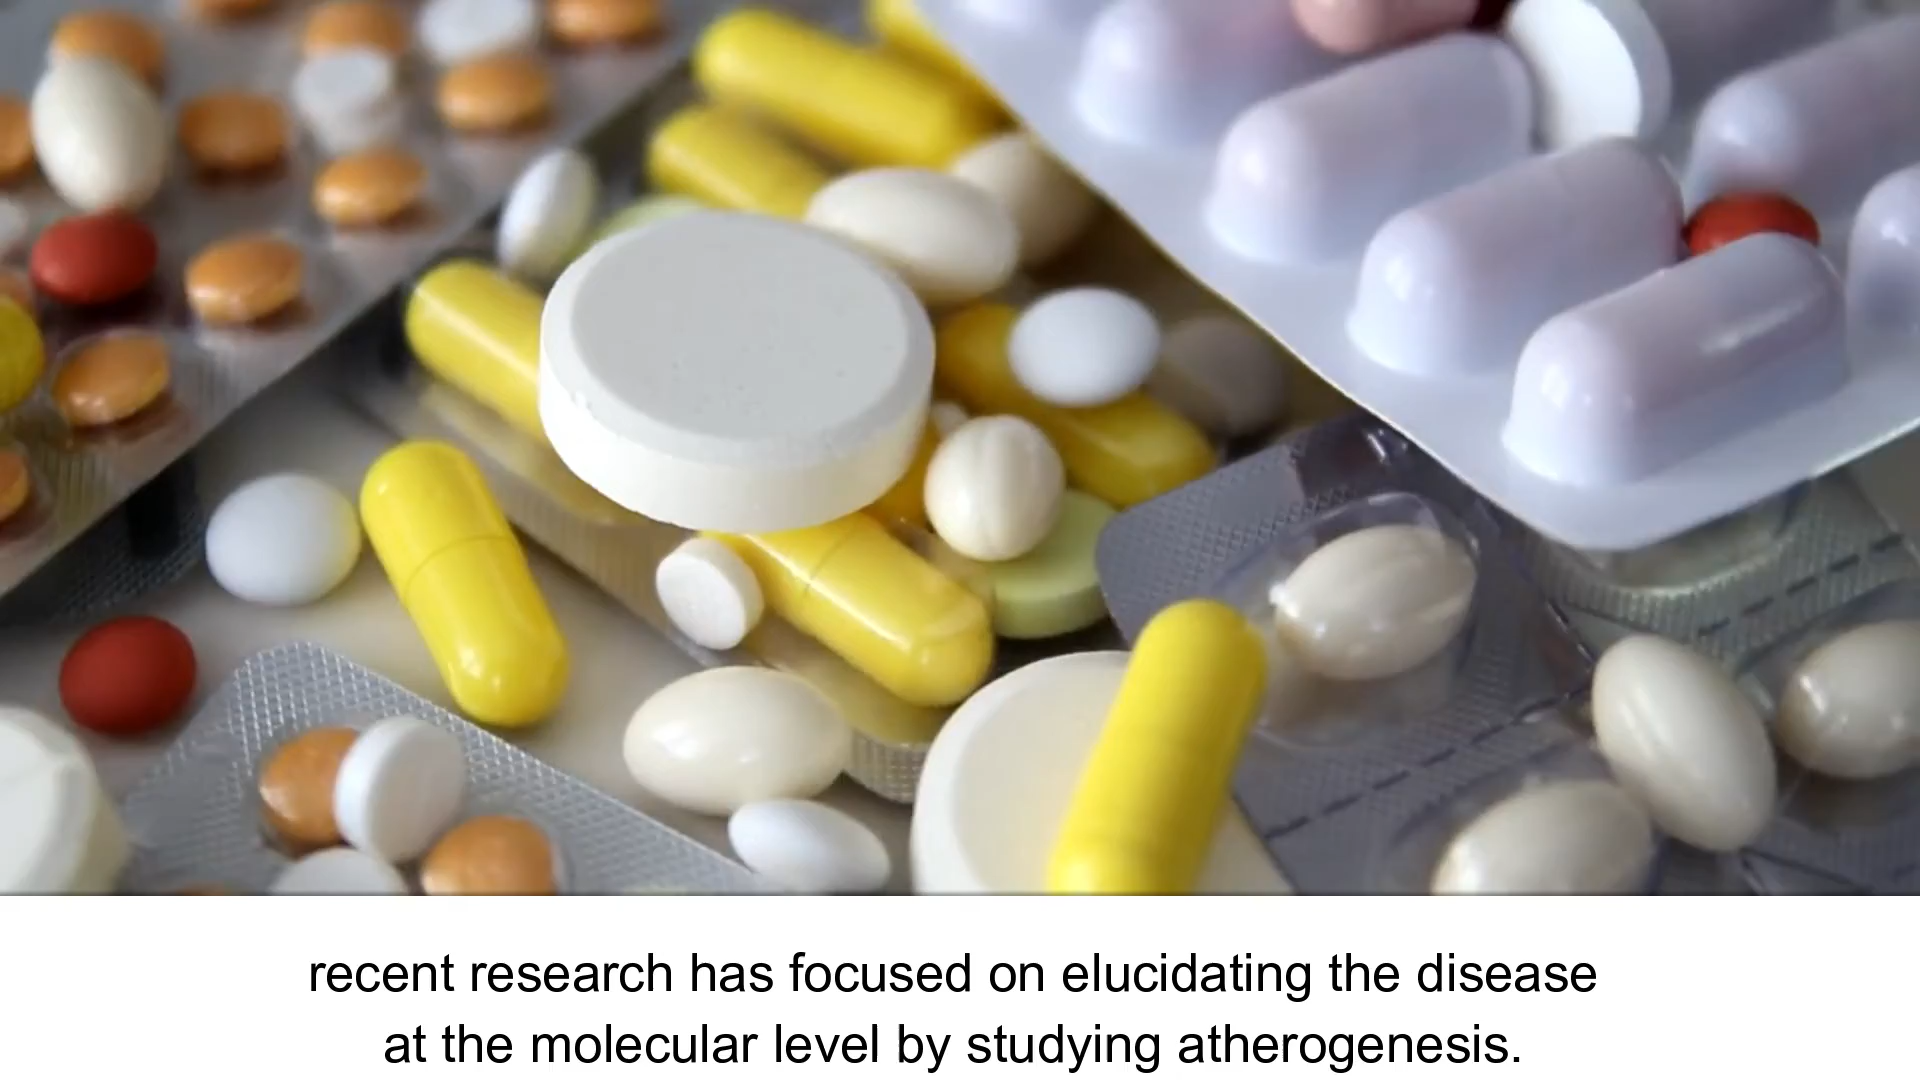 recent research has focused on elucidating the disease
at the molecular level by studying atherogenesis.